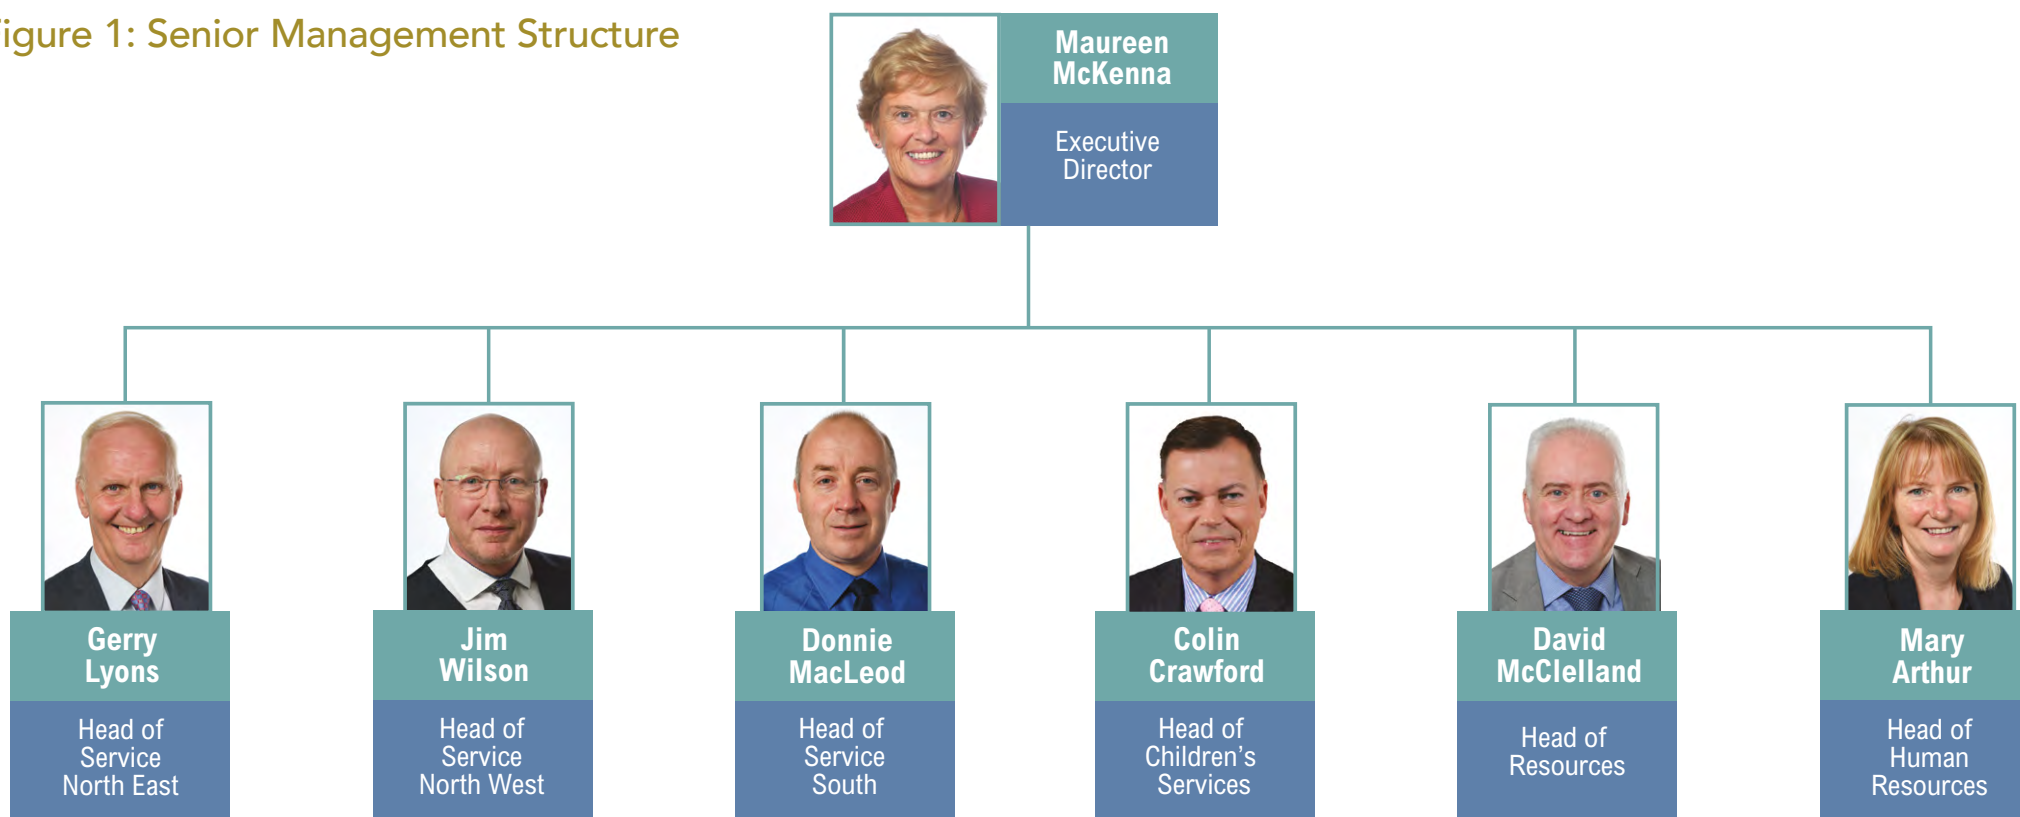 igure 1: Senior Management Structure
Maureen
McKenna
Executive
Director
Gerry
Lyons
Head of
Service
North East
Jim
Wilson
Head of
Service
North West
Donnie
MacLeod
Head of
Service
South
Colin
Crawford
Head of
Children’s
Services
David
McClelland
Head of
Resources
Mary
Arthur
Head of
Human
Resources